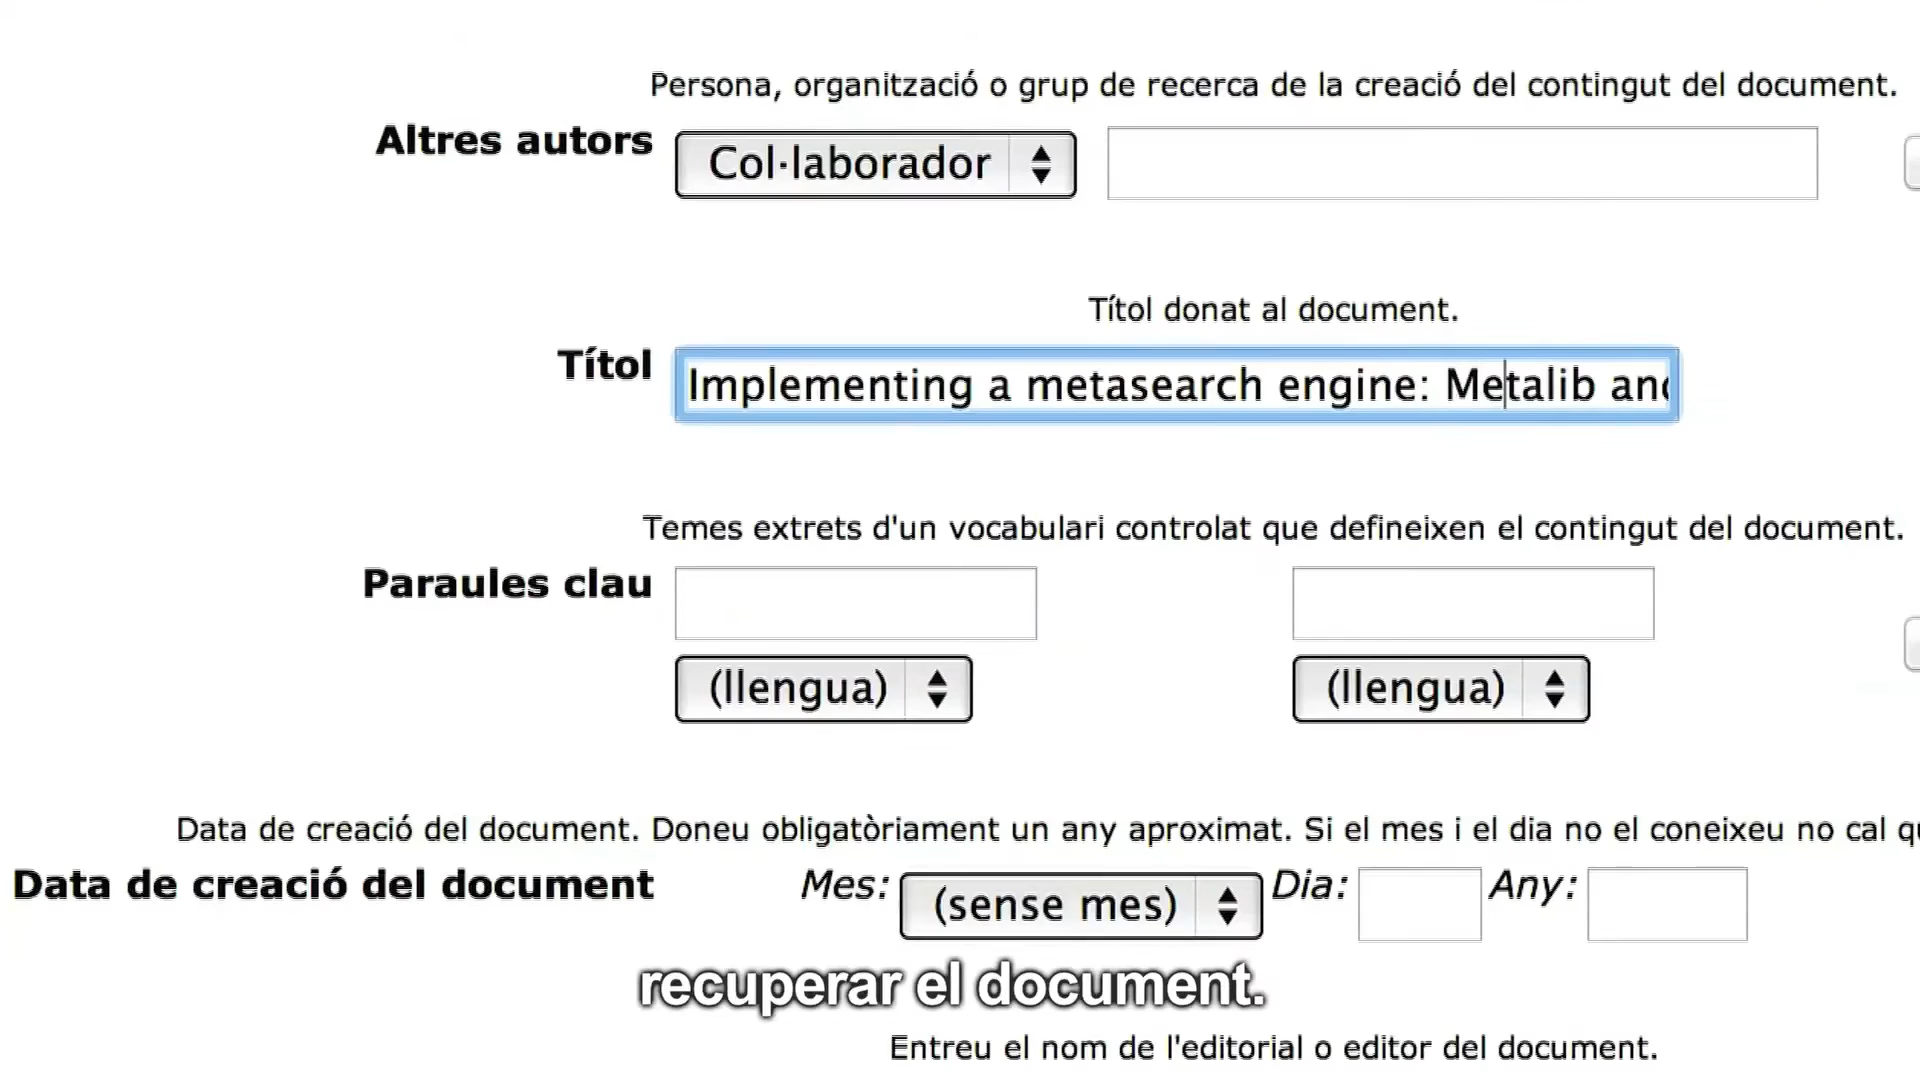 Persona, organització o grup de recerca de la creació del contingut del document.
Altres autors Col·laborador
Títol donat al document.
Títol Implementing a metasearch engine: Metalib and
Temes extrets d'un vocabulari controlat que defineixen el contingut del document.
Paraules clau
(llengua) (llengua)
Data de creació del document. Doneu obligatòriament un any aproximat. Si el mes i el dia no el coneixeu no cal
Data de creació del document Mes: (sense mes) Dia: Any:
recuperar el document.
Entreu el nom de l'editorial o editor del document.